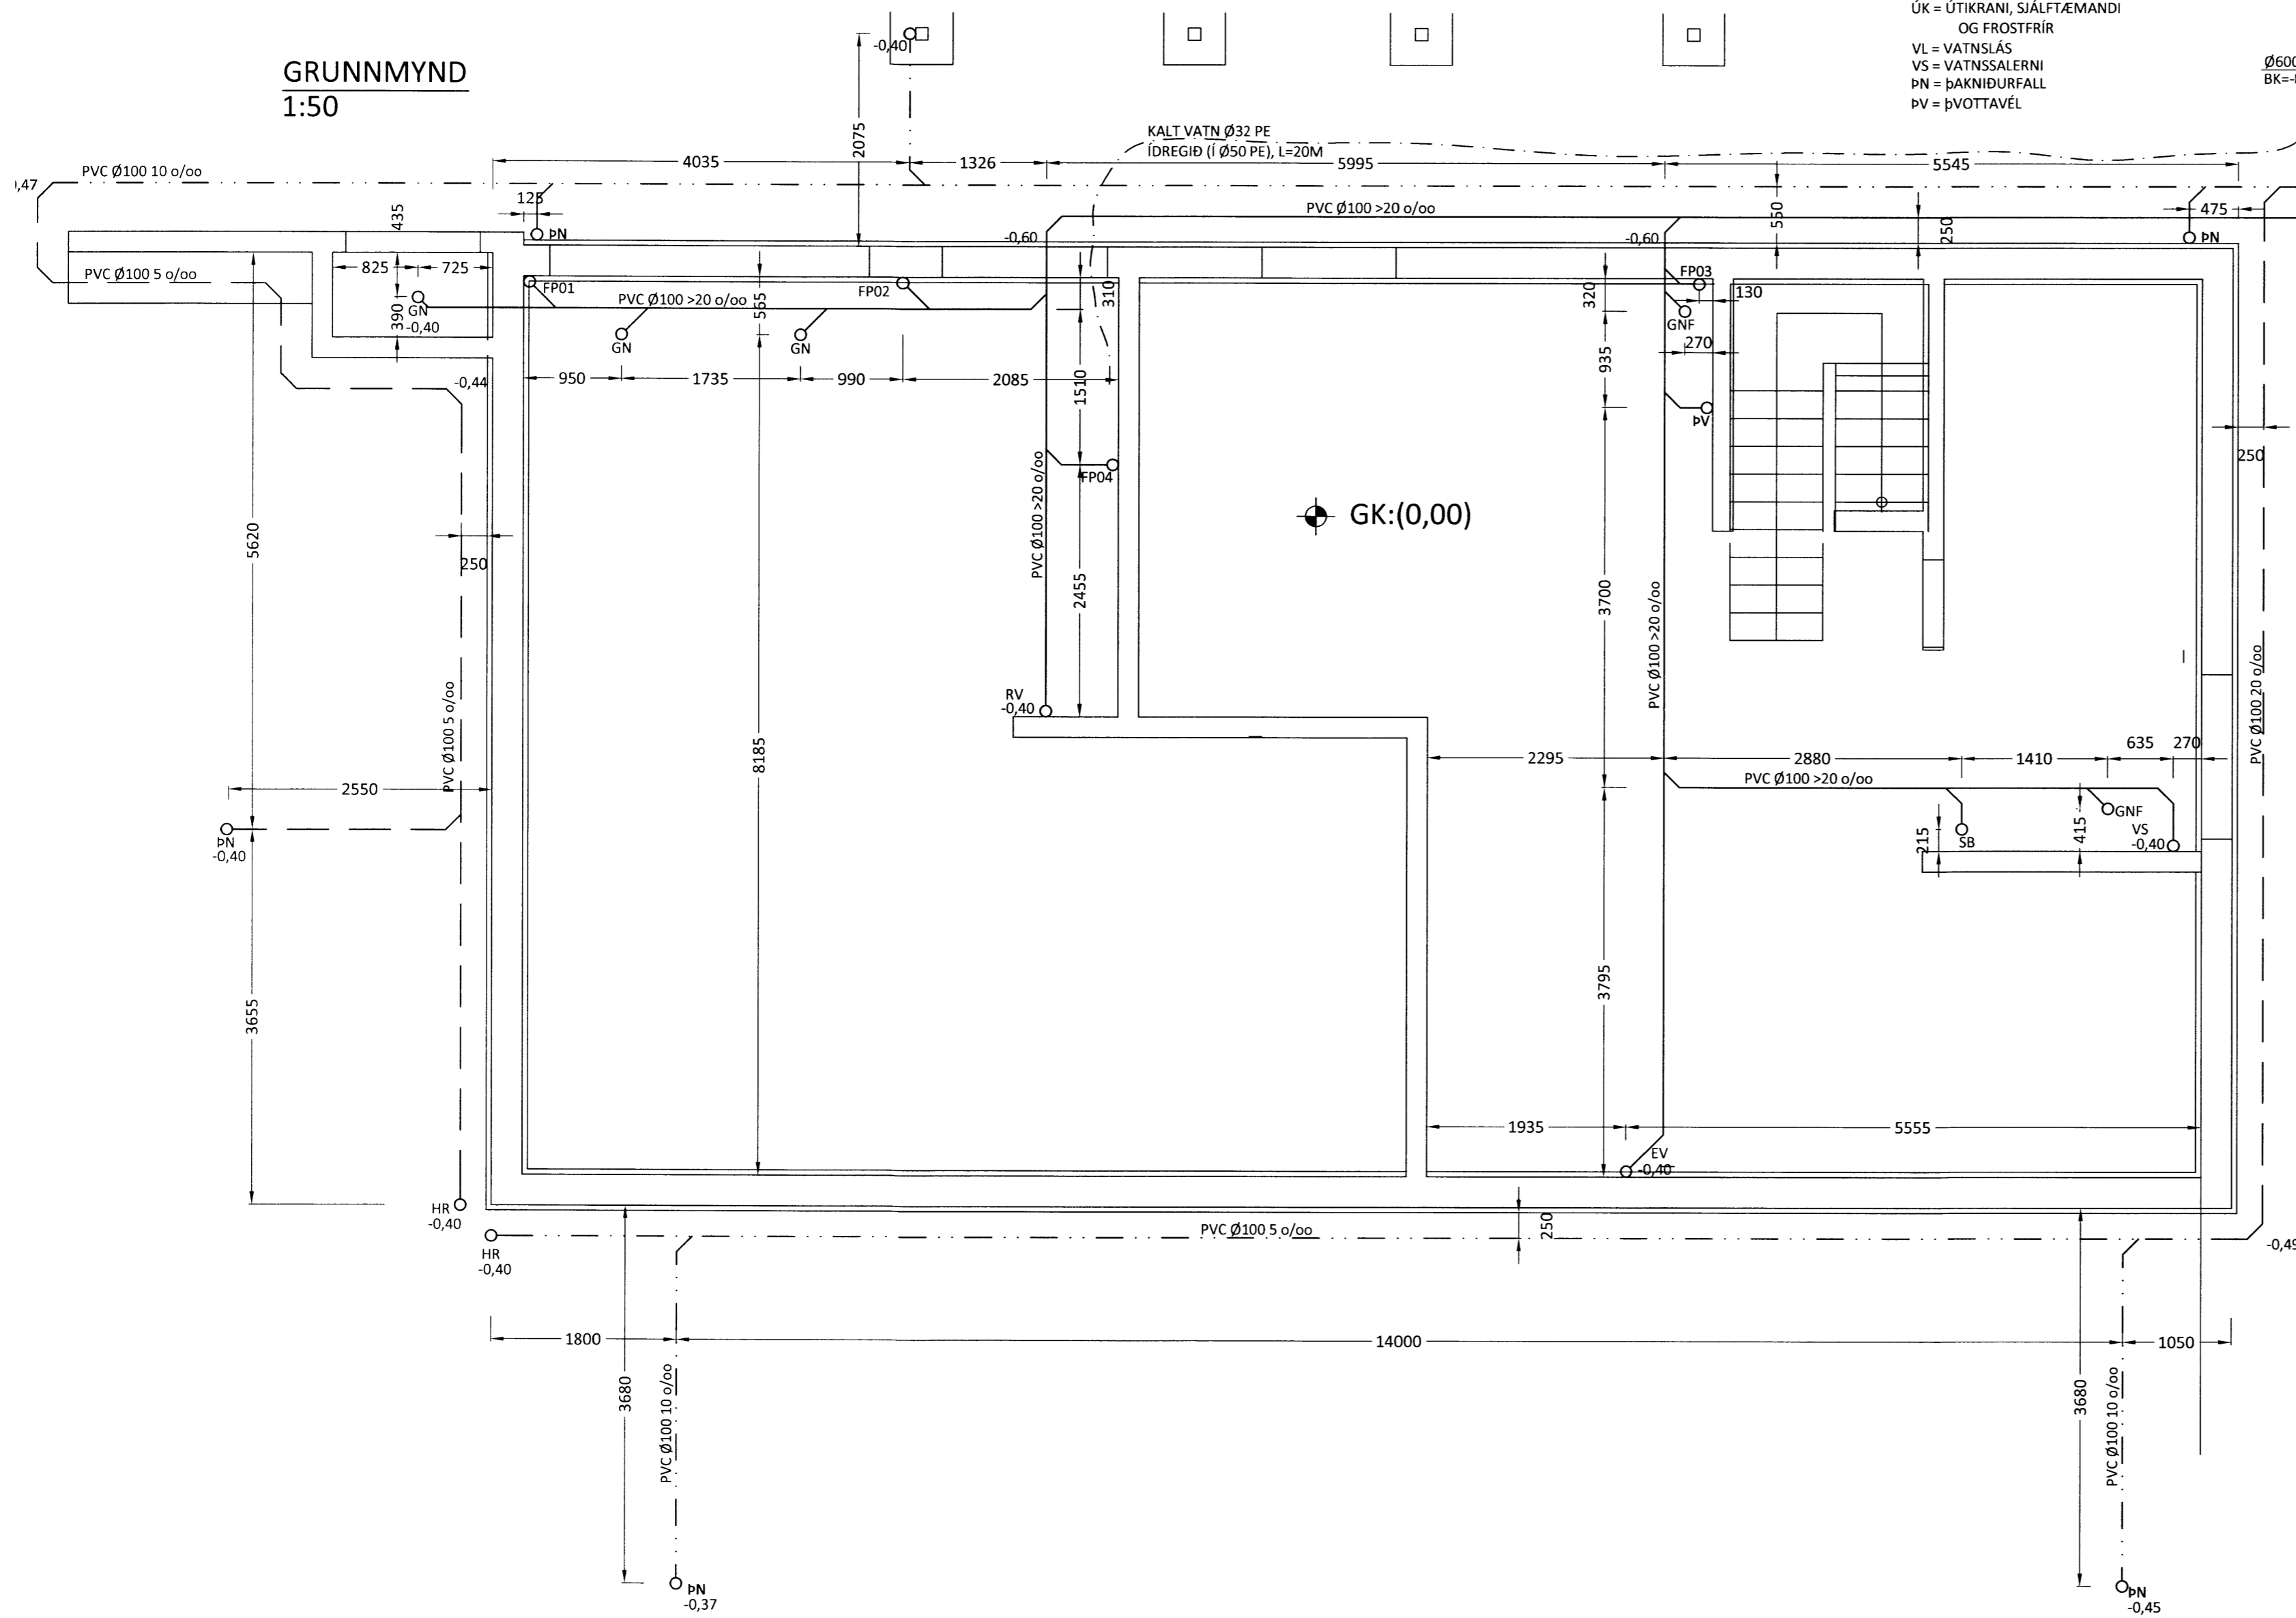 GRUNNMYND
1:50
ÚK = ÚTIKRANI, SJÁLFTÆMANDI
OG FROSTFRÍR
VL = VATNSLÁS
VS = VATNSSALERNI
ÞN = ÞAKNIÐURFALL
ÞV = ÞVOTTAVÉL
Ø600
-0,40
2075
KALT VATN Ø32 PE
ÍDREGIÐ (Í Ø50 PE), L=20M
4035
1326
5995
5545
PVC Ø100 10 o/oo
,47
125
435
ÞN
PVC Ø100 >20 o/oo
550
250
475
ÞN
-0,60
-0,60
825
725
PVC Ø100 5 o/oo
FP01
FP02
FP03
GN
-0,40
390
PVC Ø100 >20 o/oo
565
310
320
130
GNF
GN
GN
270
-0,44
950
1735
990
2085
1510
935
ÞV
250
FP04
PVC Ø100 >20 o/oo
GK:(0,00)
5620
250
2455
3700
PVC Ø100 >20 o/oo
PVC Ø100 20 o/oo
RV
-0,40
PVC Ø100 5 o/oo
8185
2295
2880
1410
635
270
PVC Ø100 >20 o/oo
2550
ÞN
-0,40
215
SB
415
GNF
VS
-0,40
3655
3795
1935
5555
EV
-0,40
HR
-0,40
HR
-0,40
PVC Ø100 5 o/oo
250
-0,49
1800
14000
1050
3680
PVC Ø100 10 o/oo
3680
PVC Ø100 10 o/oo
ÞN
-0,37
ÞN
-0,45